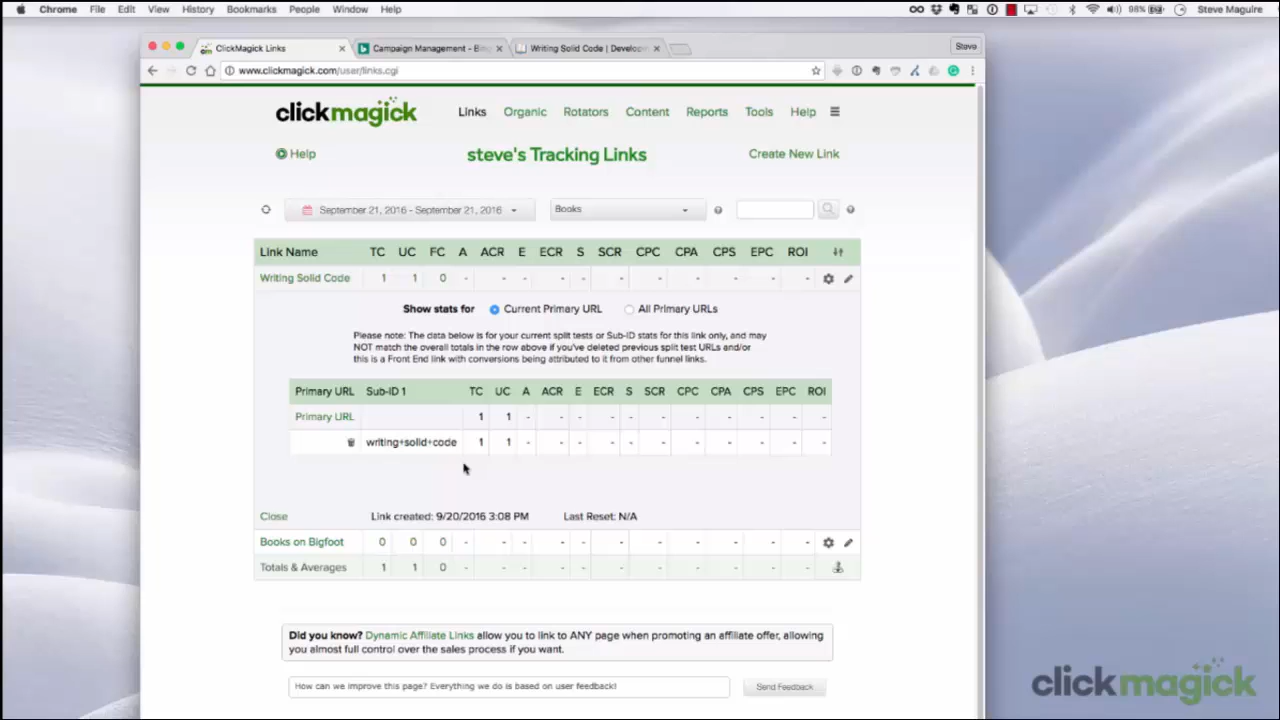 Chrome File Edit View History Bookmarks People Window Help 98% Steve Maguire
ClickMagick Links Campaign Management - Bing Writing Solid Code | Develop Steve
www.clickmagick.com/user/links.cgi
clickmagick Links Organic Rotators Content Reports Tools Help
Help steve's Tracking Links Create New Link
September 21, 2016 - September 21, 2016 Books
Link Name TC UC FC A ACR E ECR S SCR CPC CPA CPS EPC ROI
Writing Solid Code 1 1 0 - - - - - - - - - - -
Show stats for Current Primary URL All Primary URLs
Please note: The data below is for your current split tests or Sub-ID stats for this link only, and may
NOT match the overall totals in the row above if you've deleted previous split test URLs and/or
this is a Front End link with conversions being attributed to it from other funnel links.
Primary URL Sub-ID 1 TC UC A ACR E ECR S SCR CPC CPA CPS EPC ROI
Primary URL 1 1 - - - - - - - - - - -
writing+solid+code 1 1 - - - - - - - - - - -
Close Link created: 9/20/2016 3:08 PM Last Reset: N/A
Books on Bigfoot 0 0 0 - - - - - - - - - - -
Totals & Averages 1 1 0 - - - - - - - - - - -
Did you know? Dynamic Affiliate Links allow you to link to ANY page when promoting an affiliate offer, allowing
you almost full control over the sales process if you want.
How can we improve this page? Everything we do is based on user feedback! Send Feedback
clickmagick